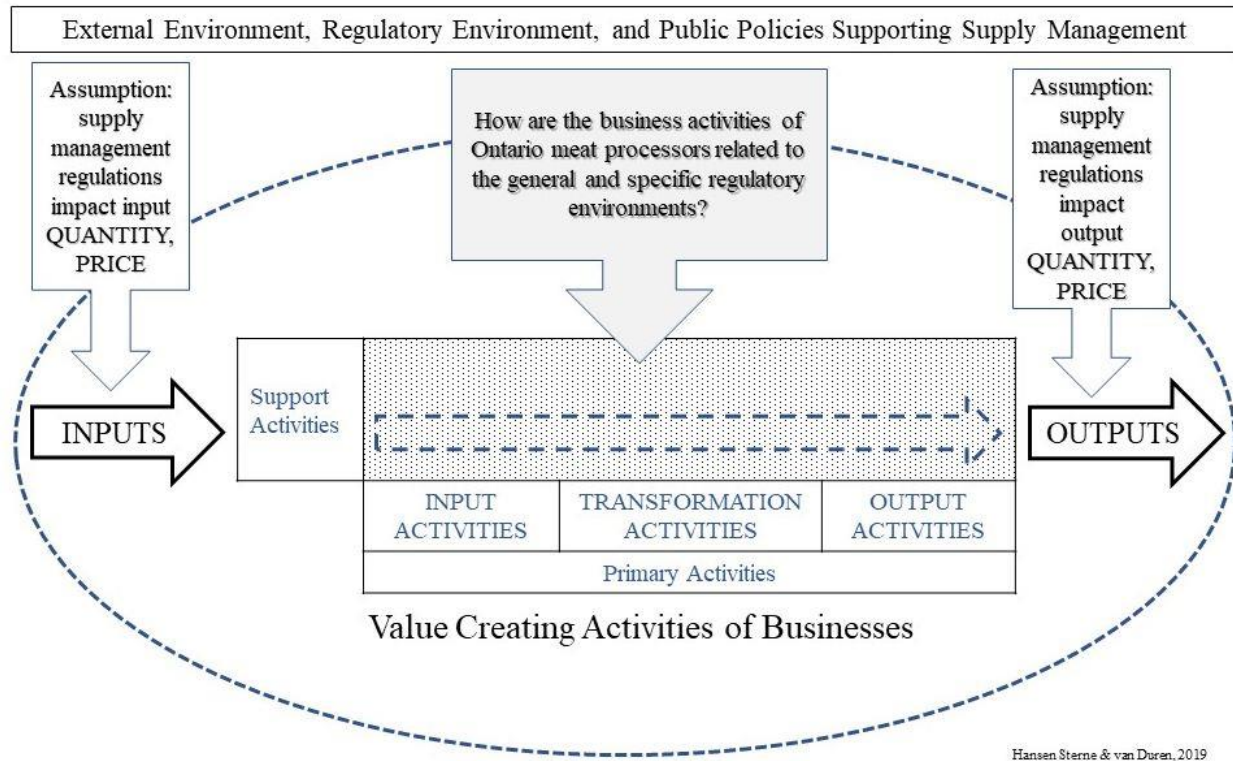 External Environment, Regulatory Environment, and Public Policies Supporting Supply Management
Assumption:
supply
management
regulations
impact input
QUANTITY,
PRICE
How are the business activities of
Ontario meat processors related to
the general and specific regulatory
environments?
Assumption:
supply
management
regulations
impact
output
QUANTITY,
PRICE
INPUTS
Support
Activities
OUTPUTS
INPUT
ACTIVITIES
TRANSFORMATION
ACTIVITIES
OUTPUT
ACTIVITIES
Primary Activities
Value Creating Activities of Businesses
Hansen Sterne & van Duren, 2019